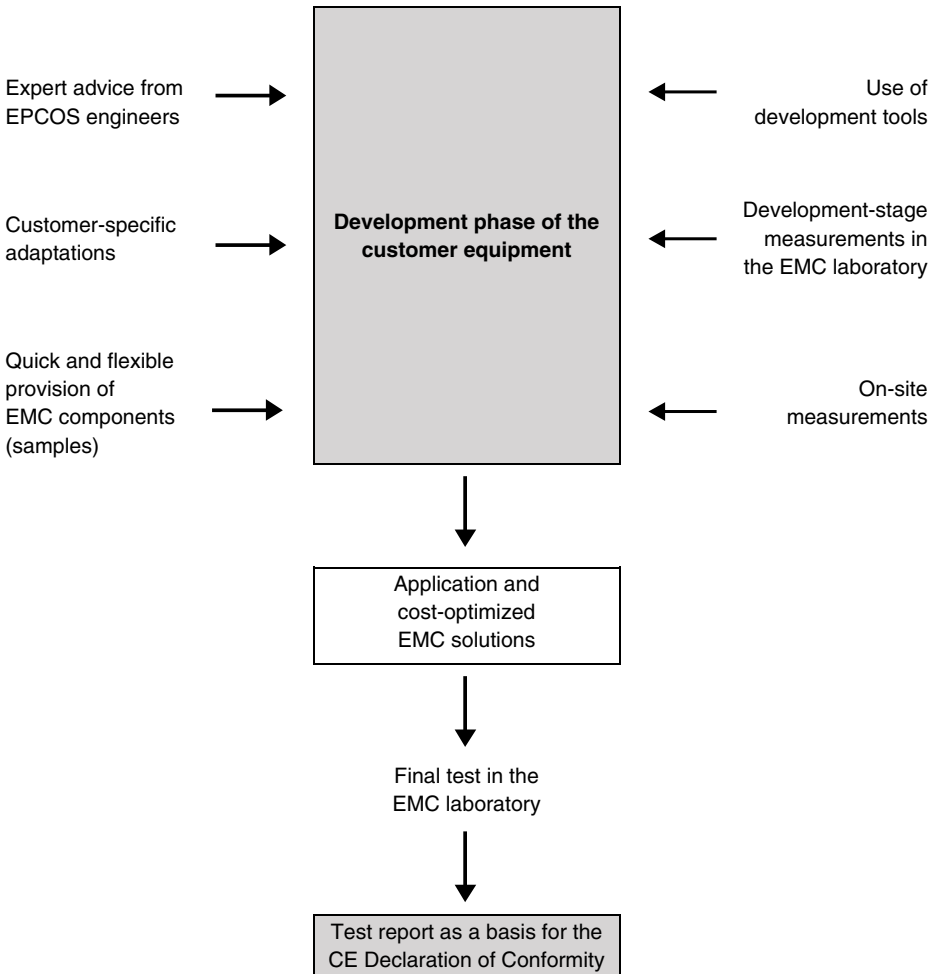 Expert advice from
EPCOS engineers
Use of
development tools
Customer-specific
adaptations
Development phase of the
customer equipment
Development-stage
measurements in
the EMC laboratory
Quick and flexible
provision of
EMC components
(samples)
On-site
measurements
Application and
cost-optimized
EMC solutions
Final test in the
EMC laboratory
Test report as a basis for the
CE Declaration of Conformity